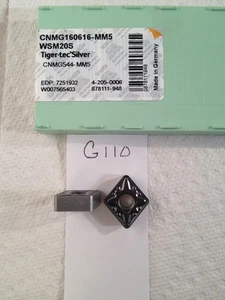 CNMG160616-MM5
WSM20S
Tiger·tec®Silver
CNMG544-MM5
EDP: 7251932
4-205-0006
W007565403
878111-948
Made in Germany
G110